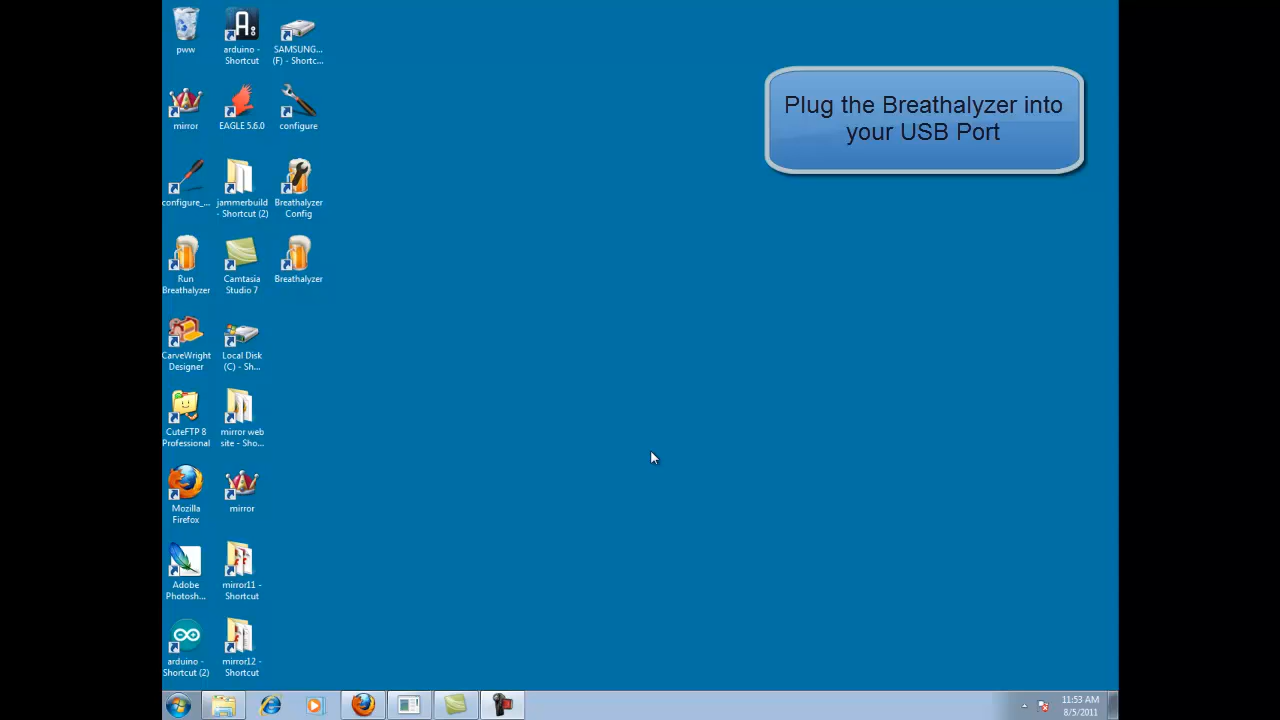 Plug the Breathalyzer into
your USB Port
pww
arduino -
Shortcut
SAMSUNG...
(F) - Shortc...
mirror
EAGLE 5.6.0
configure
configure_...
jammerbuild
- Shortcut (2)
Breathalyzer
Config
Run
Breathalyzer
Camtasia
Studio 7
Breathalyzer
CarveWright
Designer
Local Disk
(C) - Sh...
CuteFTP 8
Professional
mirror web
site - Sho...
Mozilla
Firefox
mirror
Adobe
Photosh...
mirror11 -
Shortcut
arduino -
Shortcut (2)
mirror12 -
Shortcut
11:53 AM
8/5/2011